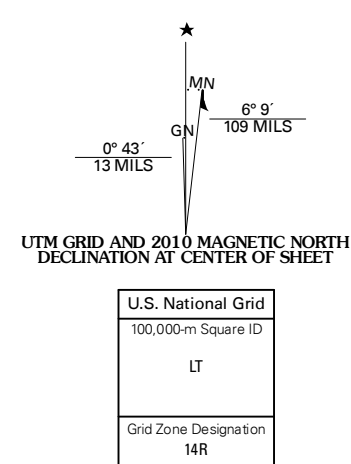 MN
6° 9´
109 MILS
GN
0° 43´
13 MILS
UTM GRID AND 2010 MAGNETIC NORTH
DECLINATION AT CENTER OF SHEET
U.S. National Grid
100,000-m Square ID
LT
Grid Zone Designation
14R